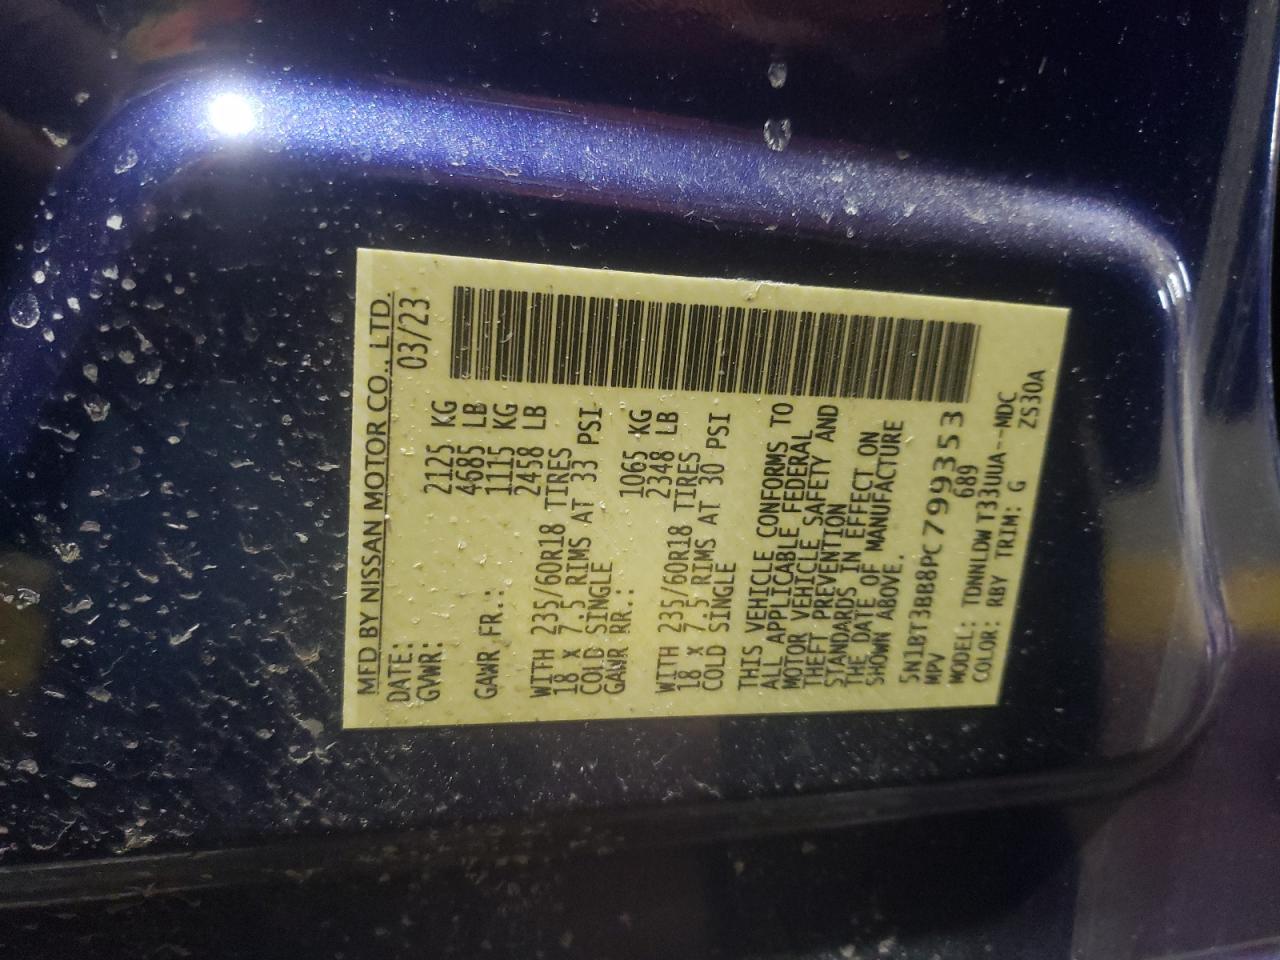 MFD BY NISSAN MOTOR CO., LTD.
DATE: 03/23
GVWR: 2125 KG
4685 LB
GAWR FR.: 1115 KG
2458 LB
WITH 235/60R18 TIRES
18 X 7.5 RIMS AT 33 PSI
COLD SINGLE
GAWR RR.: 1065 KG
2348 LB
WITH 235/60R18 TIRES
18 X 7.5 RIMS AT 30 PSI
COLD SINGLE
THIS VEHICLE CONFORMS TO
ALL APPLICABLE FEDERAL
MOTOR VEHICLE SAFETY AND
THEFT PREVENTION
STANDARDS IN EFFECT ON
THE DATE OF MANUFACTURE
SHOWN ABOVE.
5N1BT3BB8PC799353
MPV 689
MODEL: TDNNLDWT33UUA--MDC
COLOR: RBY TRIM: G ZS30A